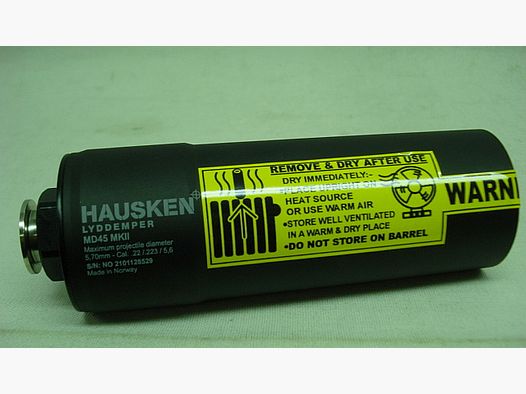 HAUSKEN
LYDDEMPER
MD45 MKII
Maximum projectile diameter
5,70mm - Cal. 22 / 223 / 5,6
S/N: NO 2101128529
Made in Norway
REMOVE & DRY AFTER USE
DRY IMMEDIATELY:-
•PLACE UPRIGHT ON
HEAT SOURCE
OR USE WARM AIR
•STORE WELL VENTILATED
IN A WARM & DRY PLACE
•DO NOT STORE ON BARREL
WARN